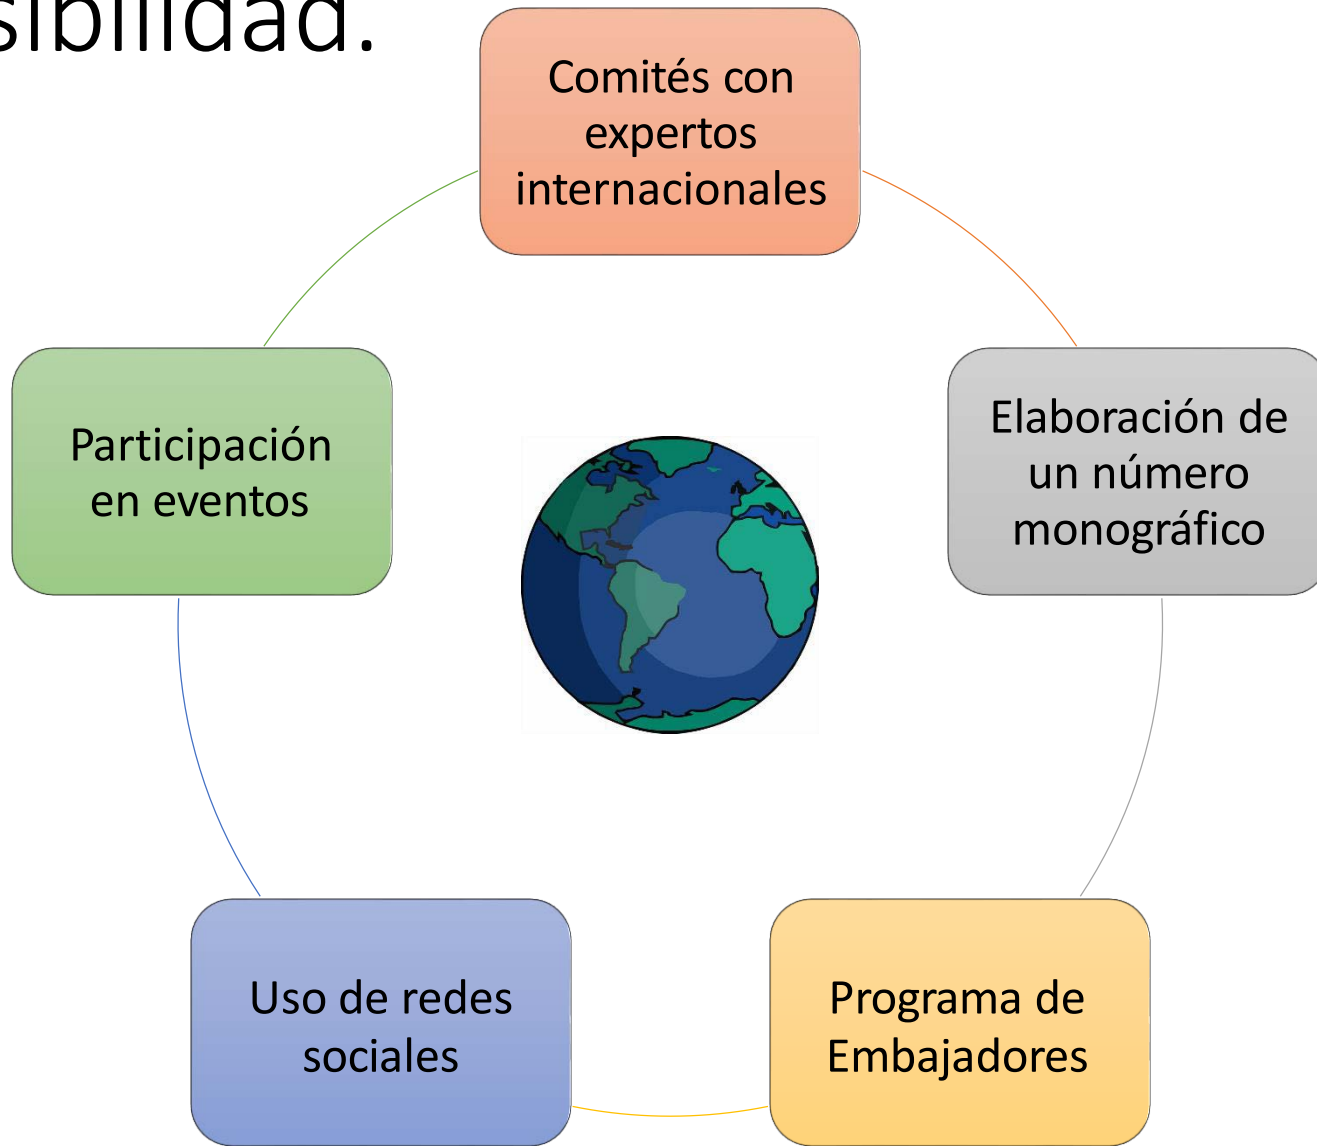 sibilidad.
Comités con
expertos
internacionales
Elaboración de
un número
monográfico
Programa de
Embajadores
Uso de redes
sociales
Participación
en eventos